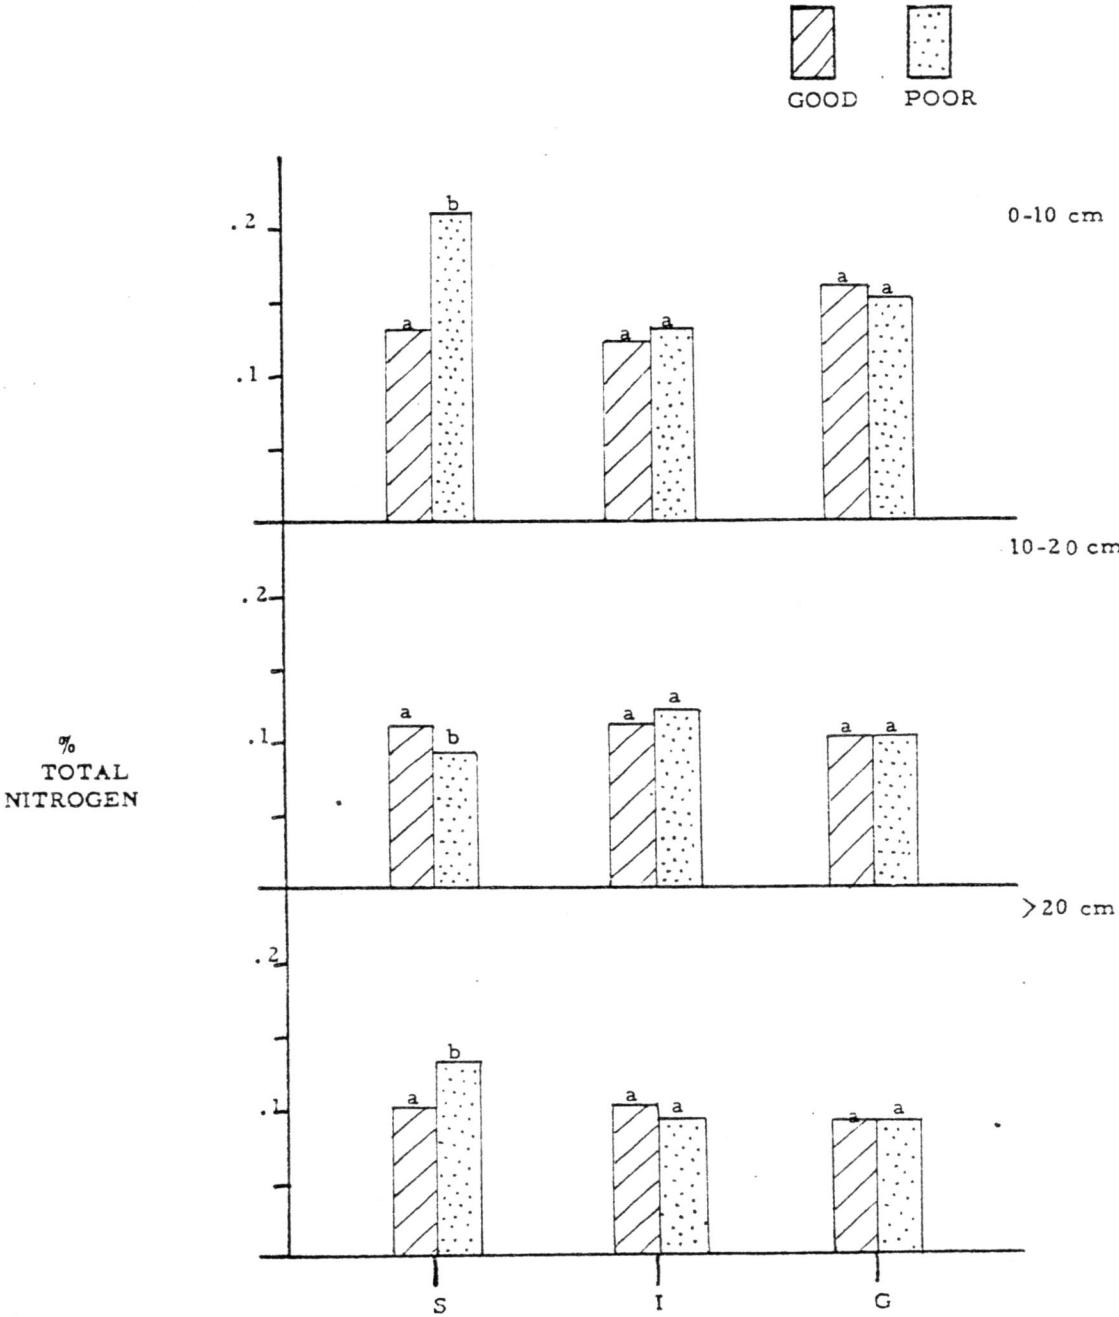 GOOD POOR
0-10 cm
.2
.1
a b a a a a
10-20 cm
.2
.1
a b a a a a
%
TOTAL
NITROGEN
>20 cm
.2
.1
a b a a a a
S I G